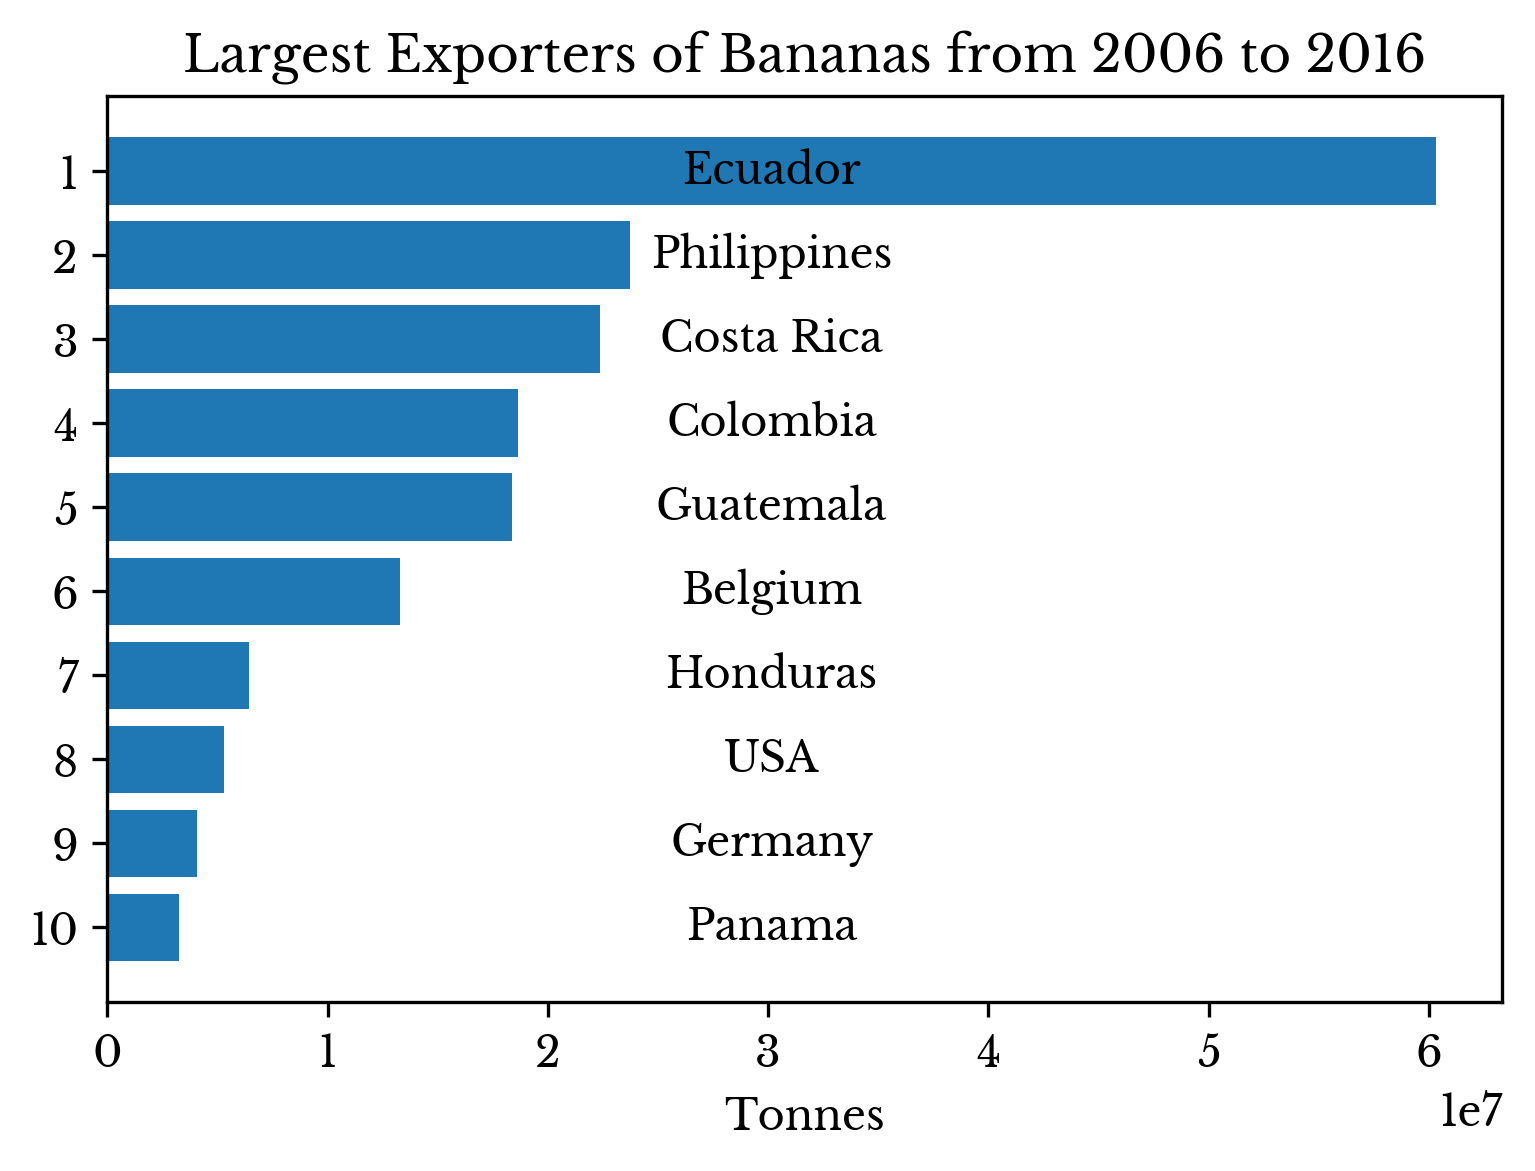 Largest Exporters of Bananas from 2006 to 2016
1 Ecuador
2 Philippines
3 Costa Rica
4 Colombia
5 Guatemala
6 Belgium
7 Honduras
8 USA
9 Germany
10 Panama
0 1 2 3 4 5 6
Tonnes
1e7